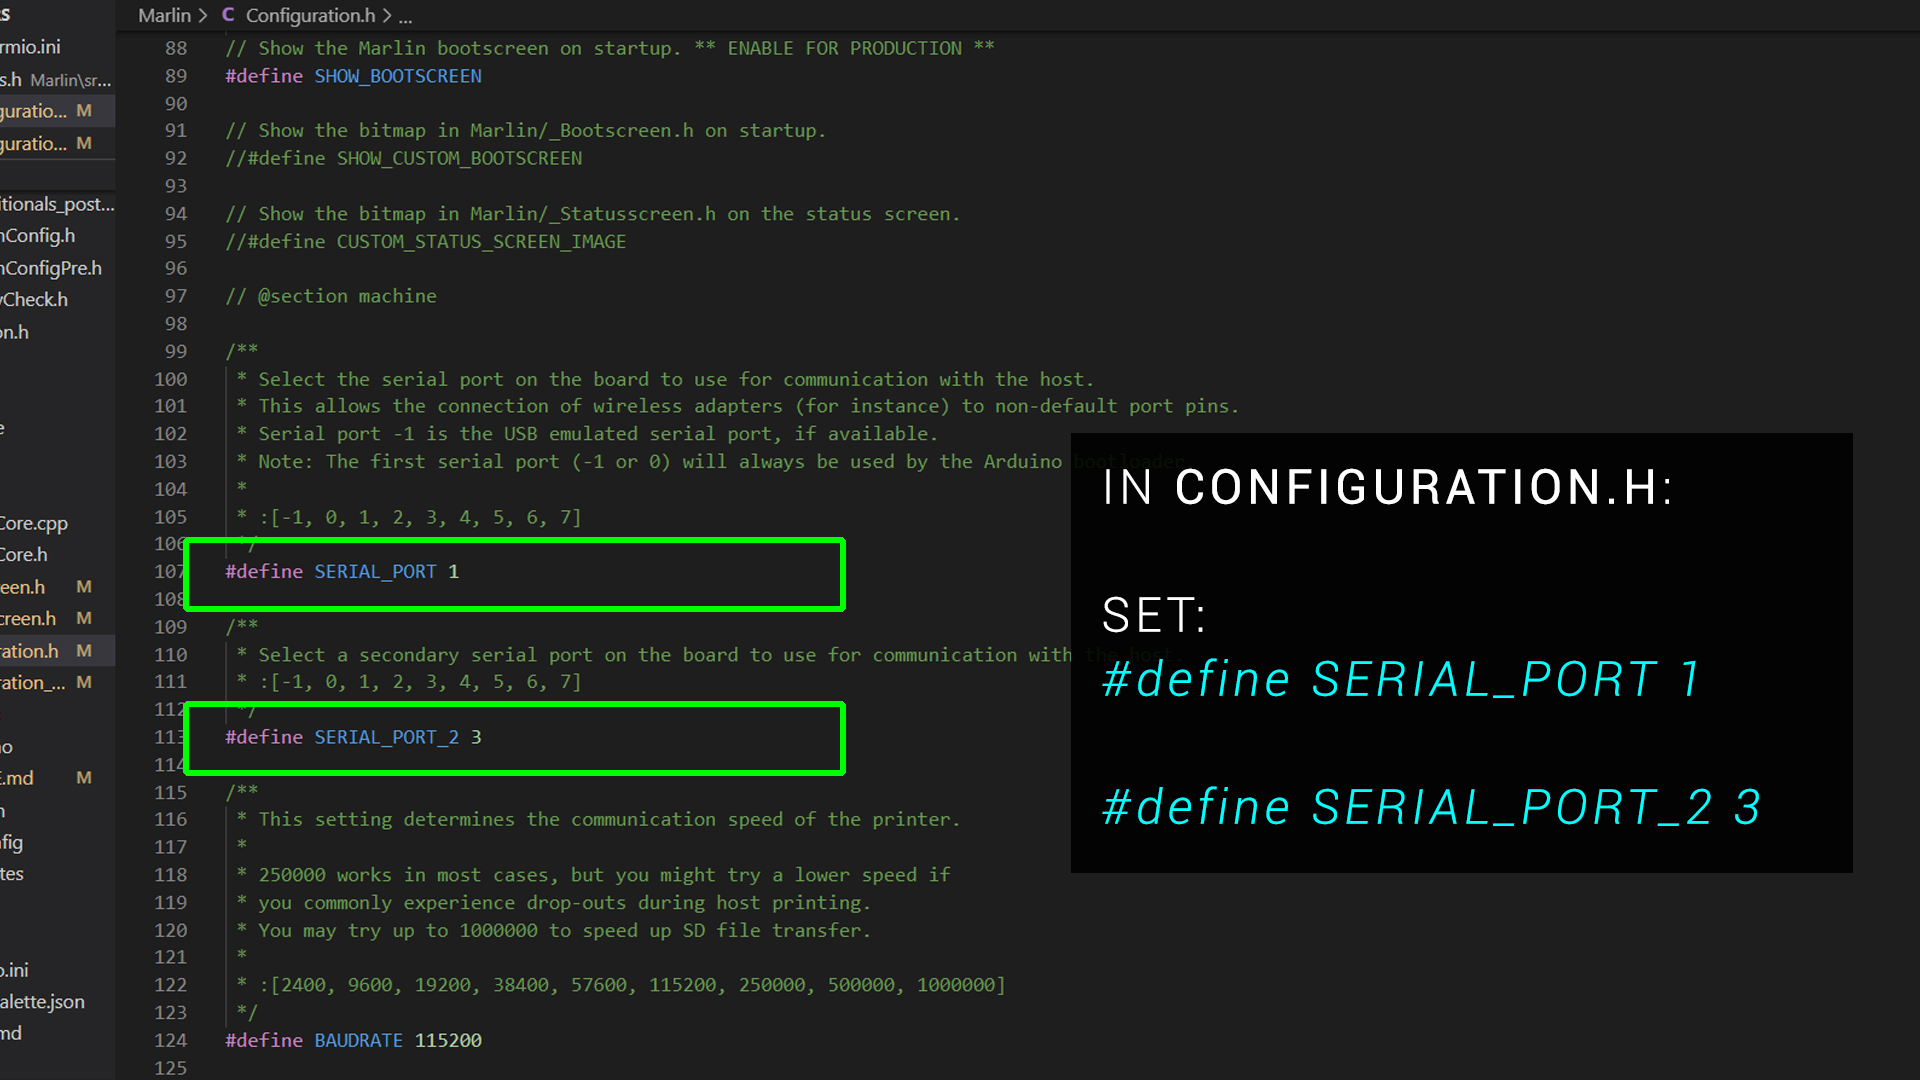 RS
Marlin > C Configuration.h > ...
rmio.ini
s.h Marlin\sr...
guratio... M
guratio... M
itionals_post...
nConfig.h
nConfigPre.h
yCheck.h
on.h
e
Core.cpp
Core.h
een.h M
creen.h M
ration.h M
ration_... M
no
E.md M
n
nfig
tes
o.ini
alette.json
md
88 // Show the Marlin bootscreen on startup. ** ENABLE FOR PRODUCTION **
89 #define SHOW_BOOTSCREEN
90
91 // Show the bitmap in Marlin/_Bootscreen.h on startup.
92 //#define SHOW_CUSTOM_BOOTSCREEN
93
94 // Show the bitmap in Marlin/_Statusscreen.h on the status screen.
95 //#define CUSTOM_STATUS_SCREEN_IMAGE
96
97 // @section machine
98
99 /**
100 * Select the serial port on the board to use for communication with the host.
101 * This allows the connection of wireless adapters (for instance) to non-default port pins.
102 * Serial port -1 is the USB emulated serial port, if available.
103 * Note: The first serial port (-1 or 0) will always be used by the Arduino bootloader.
104 *
105 * :[-1, 0, 1, 2, 3, 4, 5, 6, 7]
106 */
107 #define SERIAL_PORT 1
108
109 /**
110 * Select a secondary serial port on the board to use for communication with the host.
111 * :[-1, 0, 1, 2, 3, 4, 5, 6, 7]
112 */
113 #define SERIAL_PORT_2 3
114
115 /**
116 * This setting determines the communication speed of the printer.
117 *
118 * 250000 works in most cases, but you might try a lower speed if
119 * you commonly experience drop-outs during host printing.
120 * You may try up to 1000000 to speed up SD file transfer.
121 *
122 * :[2400, 9600, 19200, 38400, 57600, 115200, 250000, 500000, 1000000]
123 */
124 #define BAUDRATE 115200
125
IN CONFIGURATION.H:
SET:
#define SERIAL_PORT 1
#define SERIAL_PORT_2 3